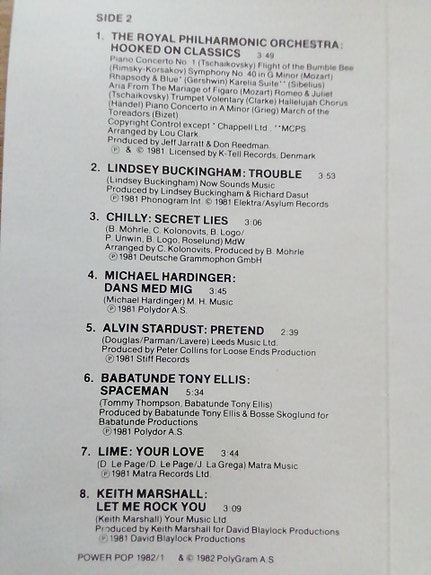 SIDE 2
1. THE ROYAL PHILHARMONIC ORCHESTRA:
HOOKED ON CLASSICS 3:49
Piano Concerto No. 1 (Tschaikovsky) Flight of the Bumble Bee
(Rimsky-Korsakov) Symphony No. 40 in G Minor (Mozart)
Rhapsody & Blue* (Gershwin) Karelia Suite** (Sibelius)
Aria From The Mariage of Figaro (Mozart) Romeo & Juliet
(Tschaikovsky) Trumpet Volentary (Clarke) Hallelujah Chorus
(Händel) Piano Concerto in A Minor (Grieg) March of the
Toreadors (Bizet)
Copyright Control except * Chappell Ltd., **MCPS
Arranged by Lou Clark.
Produced by Jeff Jarratt & Don Reedman.
℗ & © 1981. Licensed by K-Tell Records, Denmark
2. LINDSEY BUCKINGHAM: TROUBLE 3:53
(Lindsey Buckingham) Now Sounds Music
Produced by Lindsey Buckingham & Richard Dasut
℗ 1981 Phonogram Int. © 1981 Elektra/Asylum Records
3. CHILLY: SECRET LIES 3:06
(B. Möhrle, C. Kolonovits, B. Logo/
P. Unwin, B. Logo, Roselund) MdW
Arranged by C. Kolonovits, Produced by B. Möhrle
℗ 1981 Deutsche Grammophon GmbH
4. MICHAEL HARDINGER:
DANS MED MIG 3:45
(Michael Hardinger) M. H. Music
℗ 1981 Polydor A.S.
5. ALVIN STARDUST: PRETEND 2:39
(Douglas/Parman/Lavere) Leeds Music Ltd.
Produced by Peter Collins for Loose Ends Production
℗ 1981 Stiff Records
6. BABATUNDE TONY ELLIS:
SPACEMAN 5:34
(Tommy Thompson, Babatunde Tony Ellis)
Produced by Babatunde Tony Ellis & Bosse Skoglund for
Babatunde Productions
℗ 1981 Polydor A.S.
7. LIME: YOUR LOVE 3:44
(D. Le Page/D. Le Page/J. La Grega) Matra Music
℗ 1981 Matra Records Ltd.
8. KEITH MARSHALL:
LET ME ROCK YOU 3:09
(Keith Marshall) Your Music Ltd.
Produced by Keith Marshall for David Blaylock Productions
℗ 1981 David Blaylock Productions
POWER POP 1982/1 & © 1982 PolyGram A.S